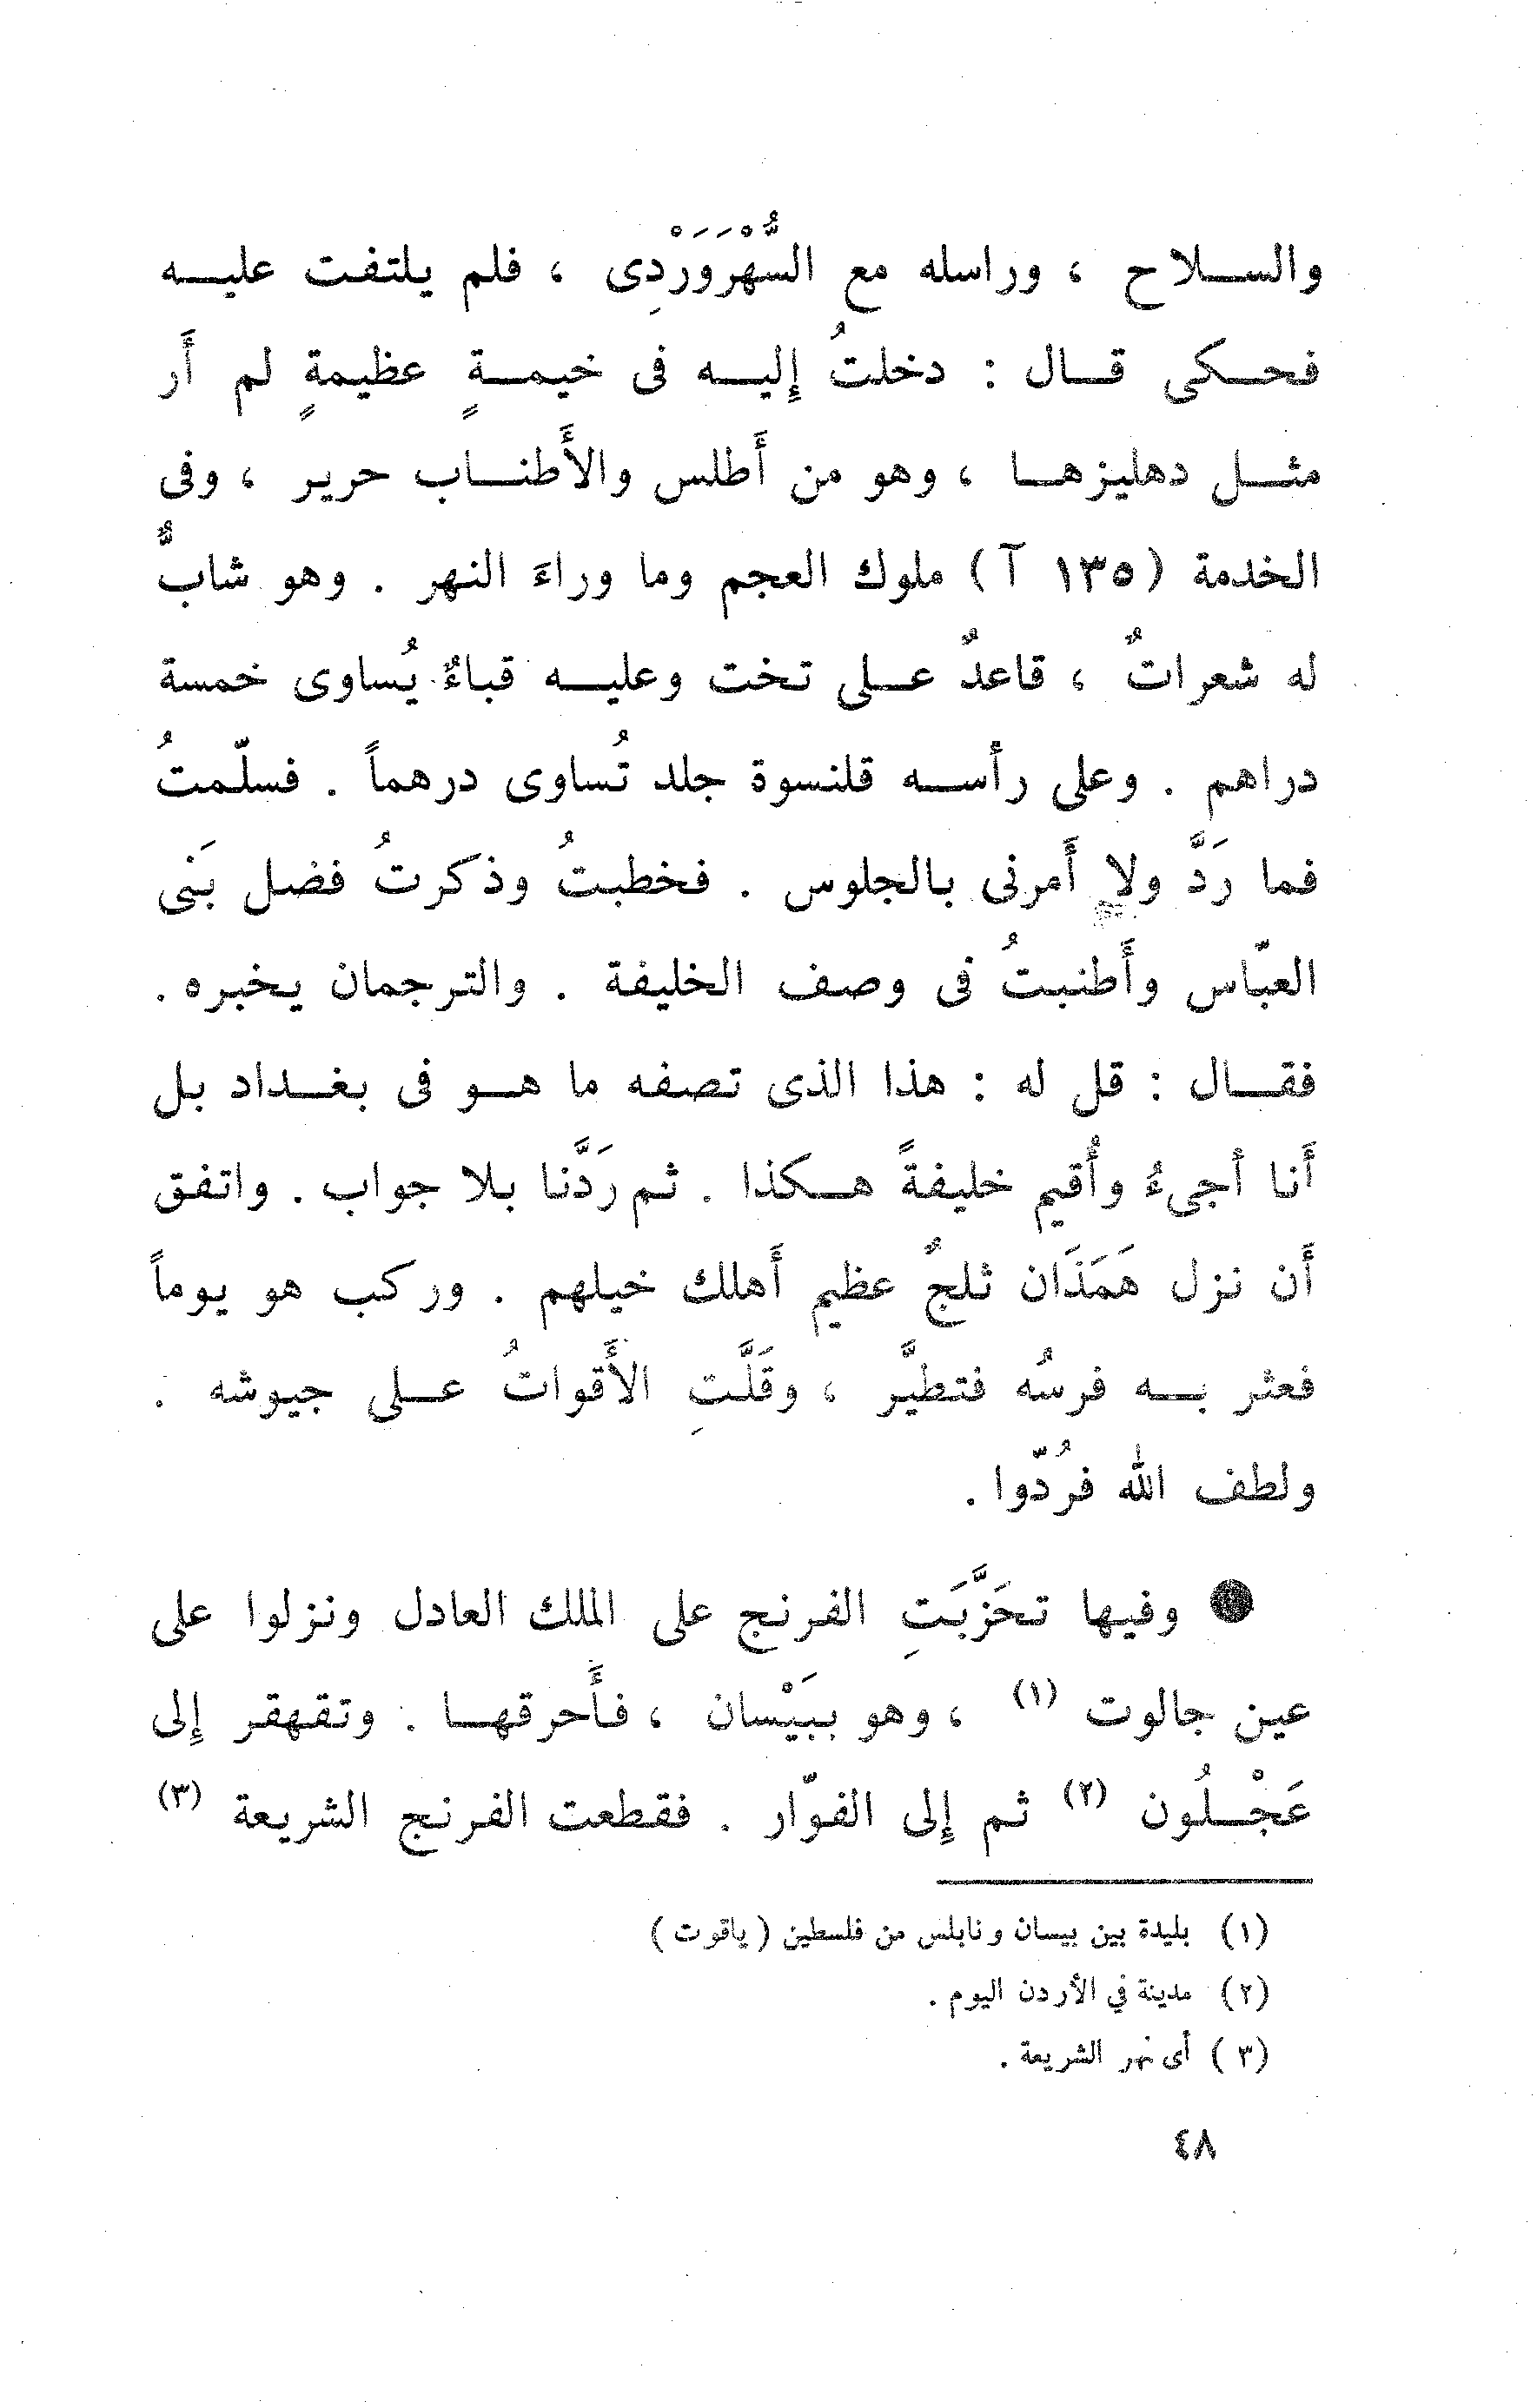 والسلاح ، وراسله مع السُّهْرَوَرْدِى ، فلم يلتفت عليه
فحكى قال : دخلتُ إليه فى خيمةٍ عظيمةٍ لم أَر
مثل دهليزها ، وهو من أَطلس والأَطناب حرير ، وفى
الخدمة (١٣٥ آ) ملوك العجم وما وراءَ النهر . وهو شابٌّ
له شعراتٌ ، قاعدٌ على تخت وعليه قباءٌ يُساوى خمسة
دراهم . وعلى رأسه قلنسوة جلد تُساوى درهماً . فسلّمتُ
فما رَدَّ ولا أَمرنى بالجلوس . فخطبتُ وذكرتُ فضل بَنى
العبّاس وأَطنبتُ فى وصف الخليفة . والترجمان يخبره .
فقال : قل له : هذا الذى تصفه ما هو فى بغداد بل
أَنا أَجىءُ وأُقيم خليفةً هكذا . ثم رَدَّنا بلا جواب . واتفق
أَن نزل هَمَذَان ثلجٌ عظيم أَهلك خيلهم . وركب هو يوماً
فعثر به فرسُه فتطيَّر ، وقَلَّتِ الأَقواتُ على جيوشه .
ولطف الله فرُدّوا .
● وفيها تحَزَّبَتِ الفرنج على الملك العادل ونزلوا على
عين جالوت (١) ، وهو ببَيْسان ، فأَحرقها . وتقهقر إلى
عَجْلُون (٢) ثم إلى الفوّار . فقطعت الفرنج الشريعة (٣)
(١) بليدة بين بيسان ونابلس من فلسطين (ياقوت)
(٢) مدينة في الأردن اليوم .
(٣) أى نهر الشريعة .
٤٨